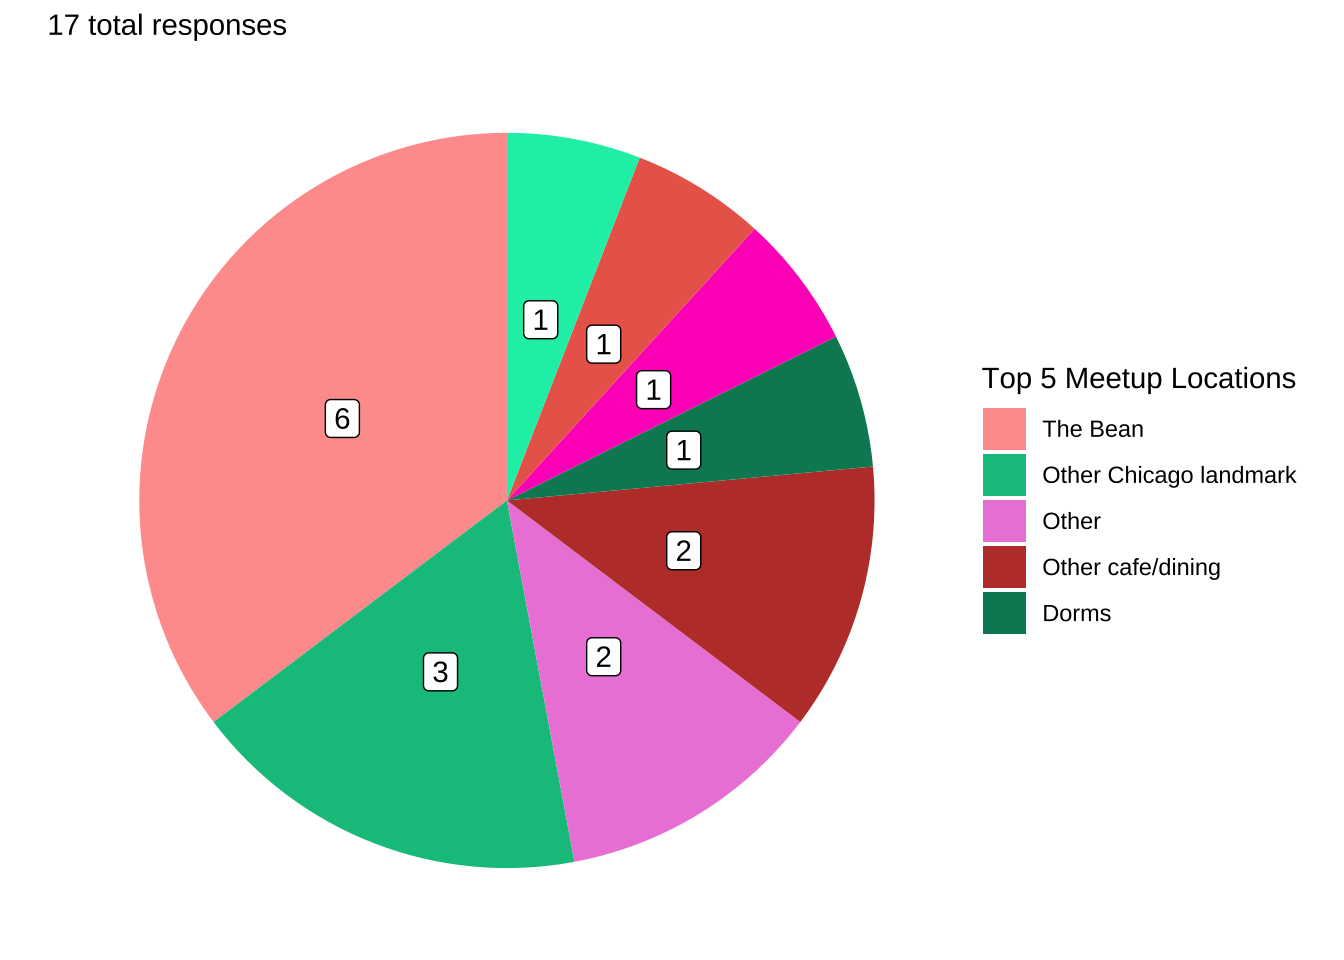 17 total responses
1
1
1
6
1
2
2
3
Top 5 Meetup Locations
The Bean
Other Chicago landmark
Other
Other cafe/dining
Dorms